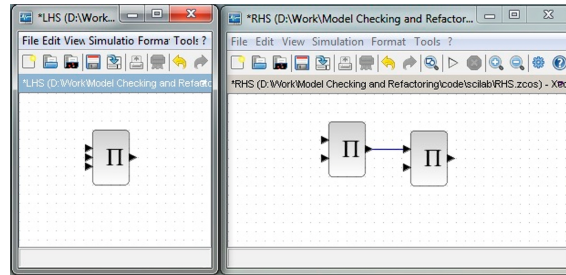 *LHS (D:\Work...
File Edit View Simulatio Forma Tools ?
*LHS (D:\Work\Model Checking and Refacto
Π
*RHS (D:\Work\Model Checking and Refactor...
File Edit View Simulation Format Tools ?
*RHS (D:\Work\Model Checking and Refactoring\code\scilab\RHS.zcos) -
Π
Π